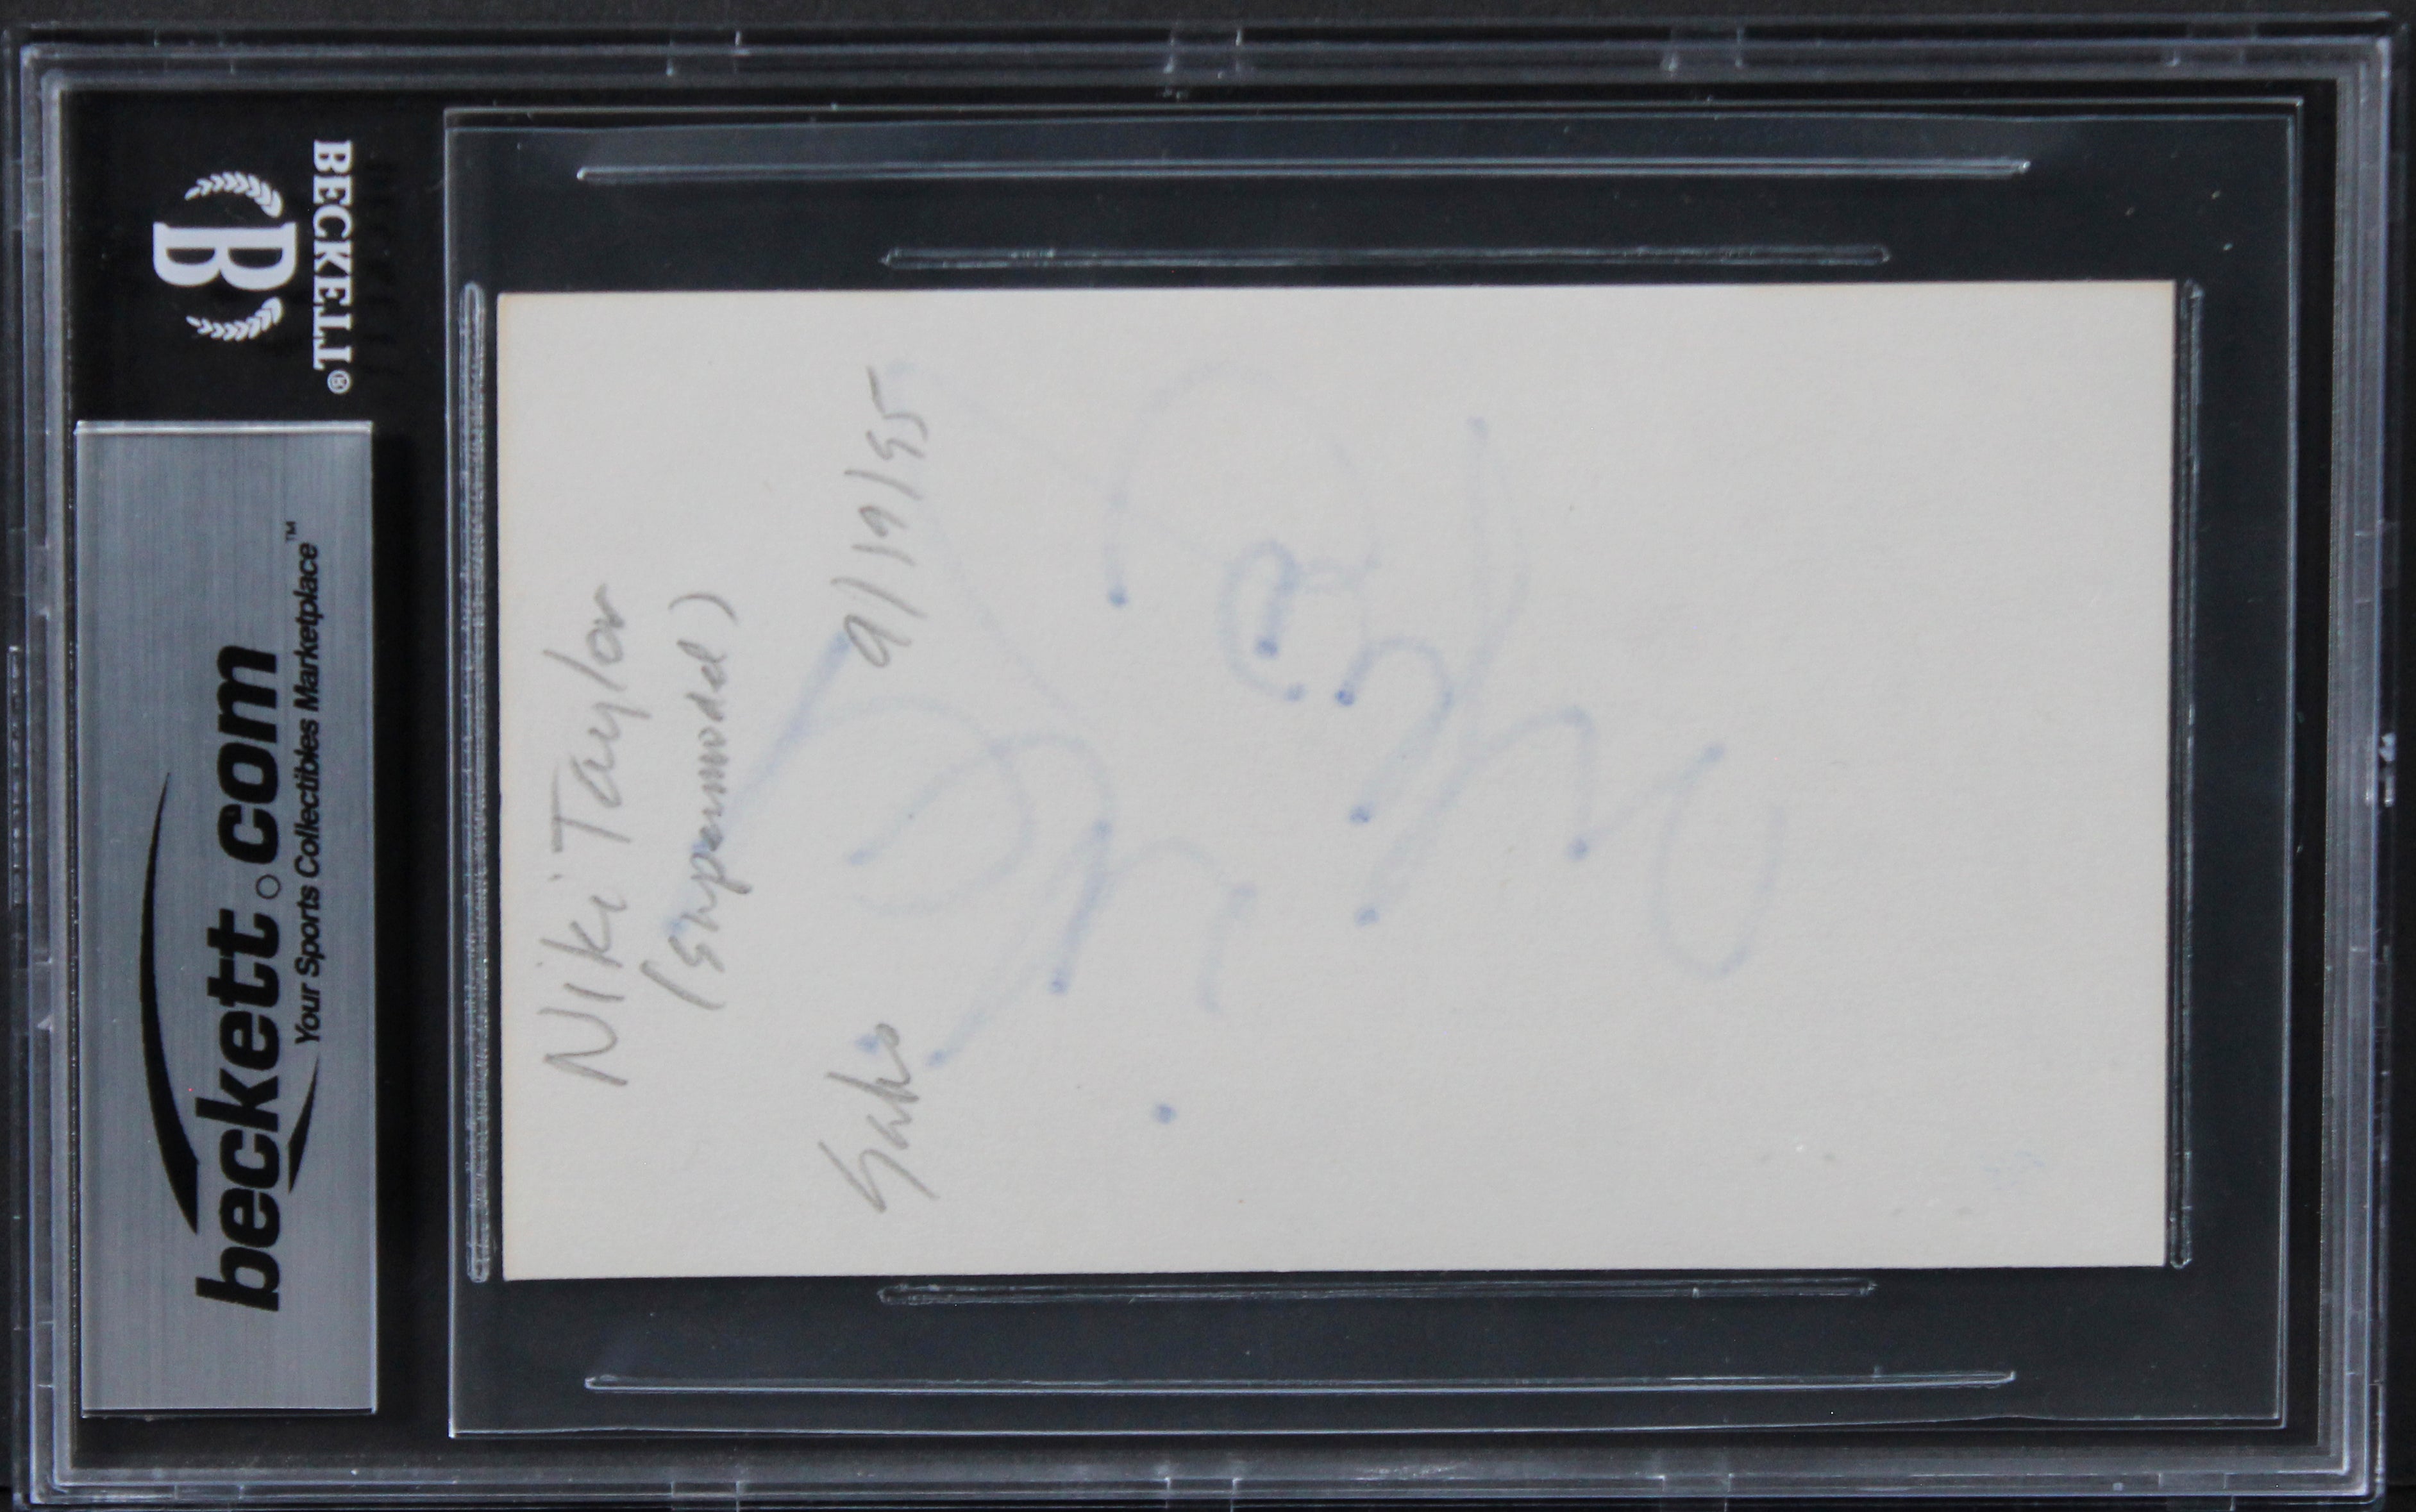 BECKETT®
B
beckett.com
Your Sports Collectibles Marketplace™
Niki Taylor
(supermodel)
Saks 9/19/95